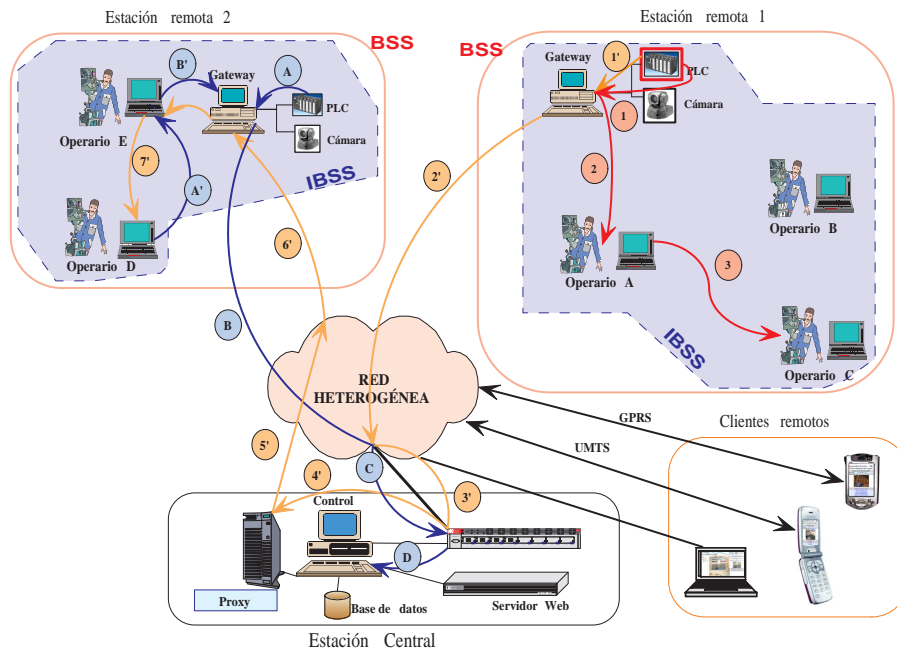 Estación remota 2
BSS
B'
A
Gateway
PLC
Cámara
Operario E
7'
A'
IBSS
Operario D
6'
B
Estación remota 1
BSS
Gateway
1'
PLC
Cámara
1
2
2'
Operario B
Operario A
3
IBSS
Operario C
RED
HETEROGÉNEA
GPRS
UMTS
Clientes remotos
5'
C
4'
3'
Control
D
Proxy
Base de datos
Servidor Web
Estación Central